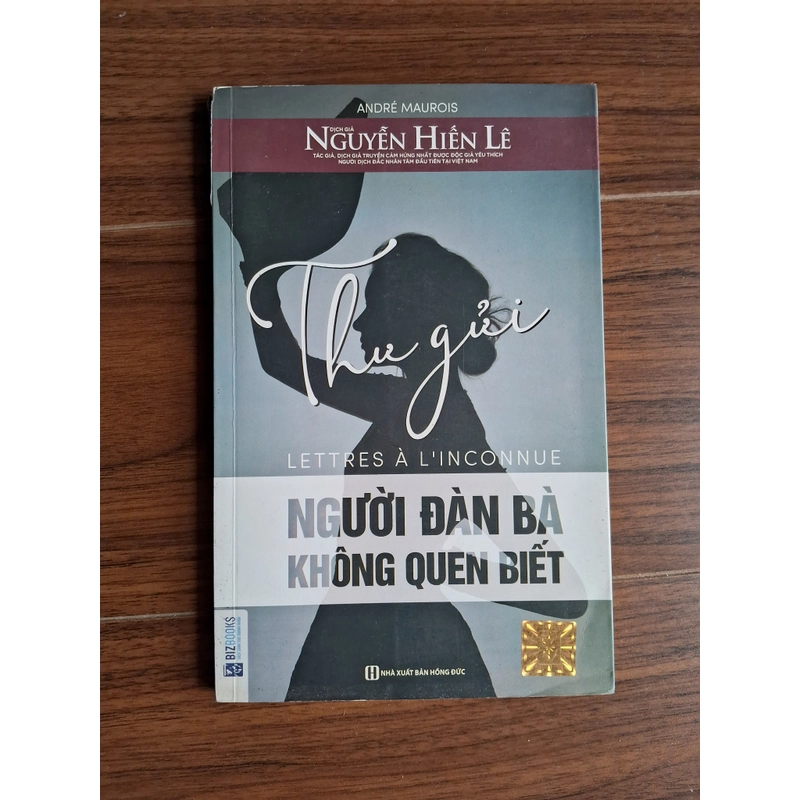 ANDRÉ MAUROIS
DỊCH GIẢ
NGUYỄN HIẾN LÊ
TÁC GIẢ, DỊCH GIẢ TRUYỀN CẢM HỨNG NHẤT ĐƯỢC ĐỘC GIẢ YÊU THÍCH
NGƯỜI DỊCH ĐẮC NHÂN TÂM ĐẦU TIÊN TẠI VIỆT NAM
Thư gửi
LETTRES À L'INCONNUE
NGƯỜI ĐÀN BÀ
KHÔNG QUEN BIẾT
BIZBOOKS
NHÀ XUẤT BẢN HỒNG ĐỨC